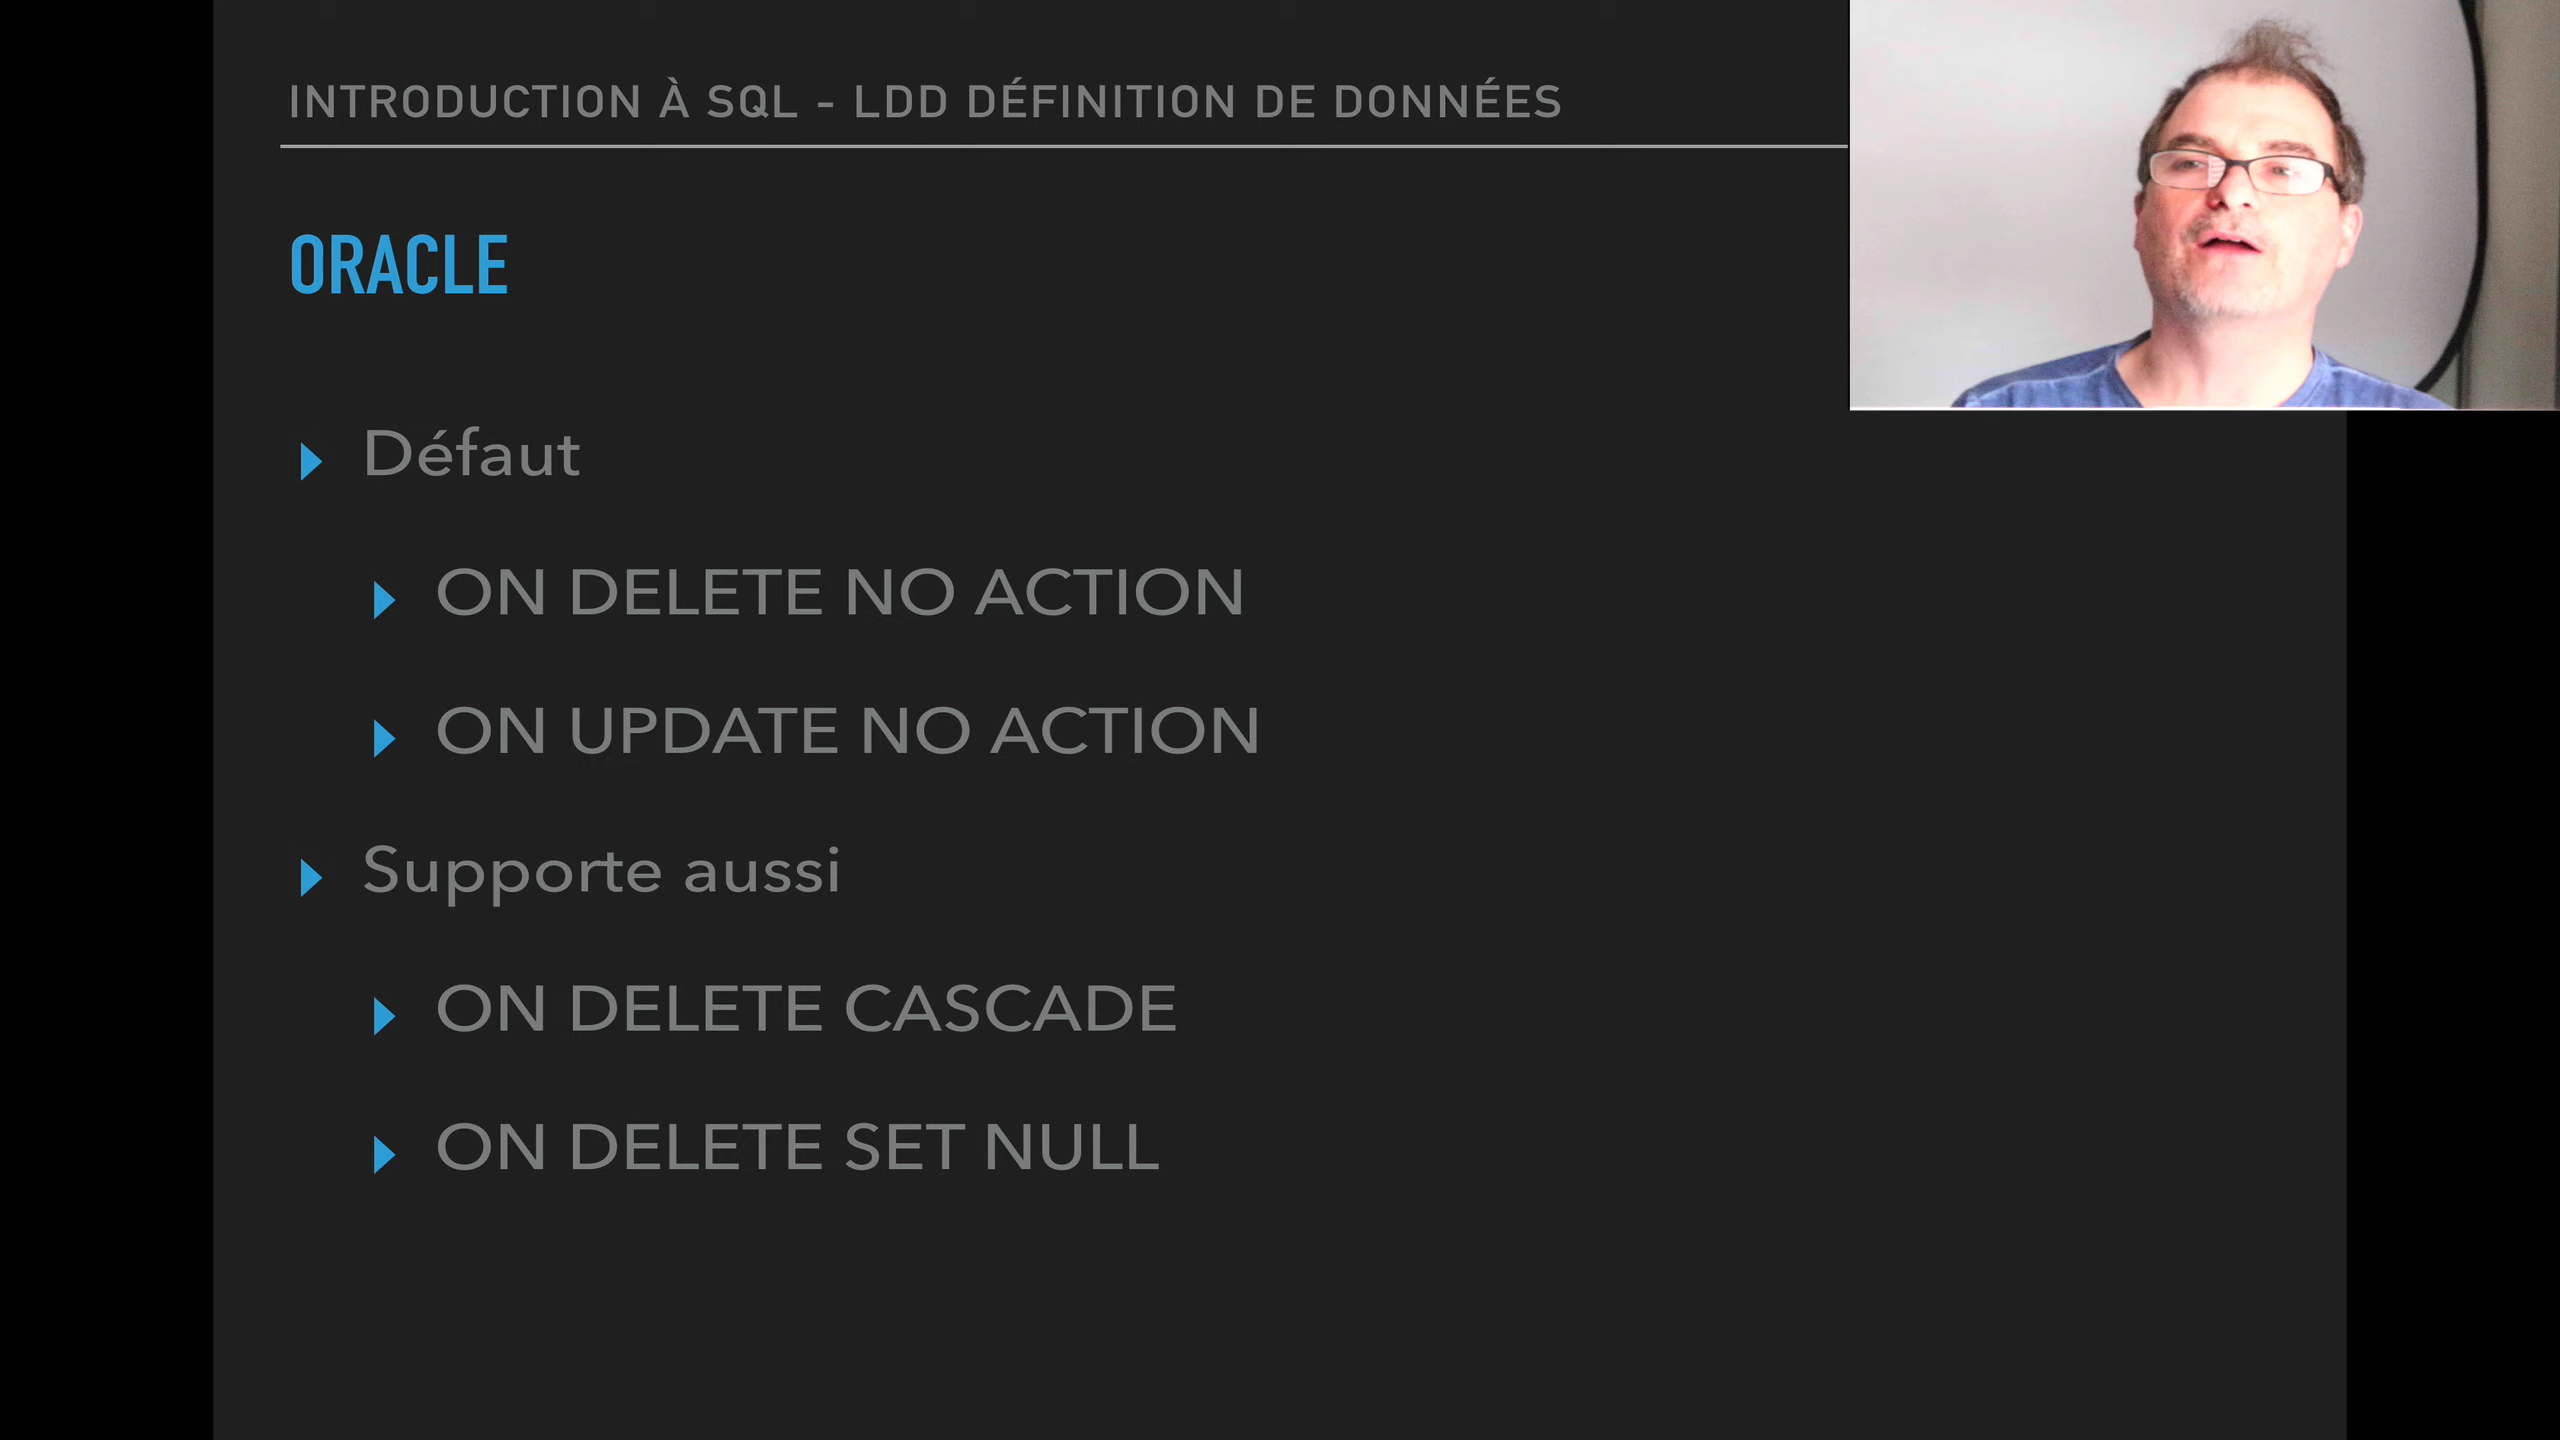 INTRODUCTION À SQL - LDD DÉFINITION DE DONNÉES
ORACLE
Défaut
ON DELETE NO ACTION
ON UPDATE NO ACTION
Supporte aussi
ON DELETE CASCADE
ON DELETE SET NULL